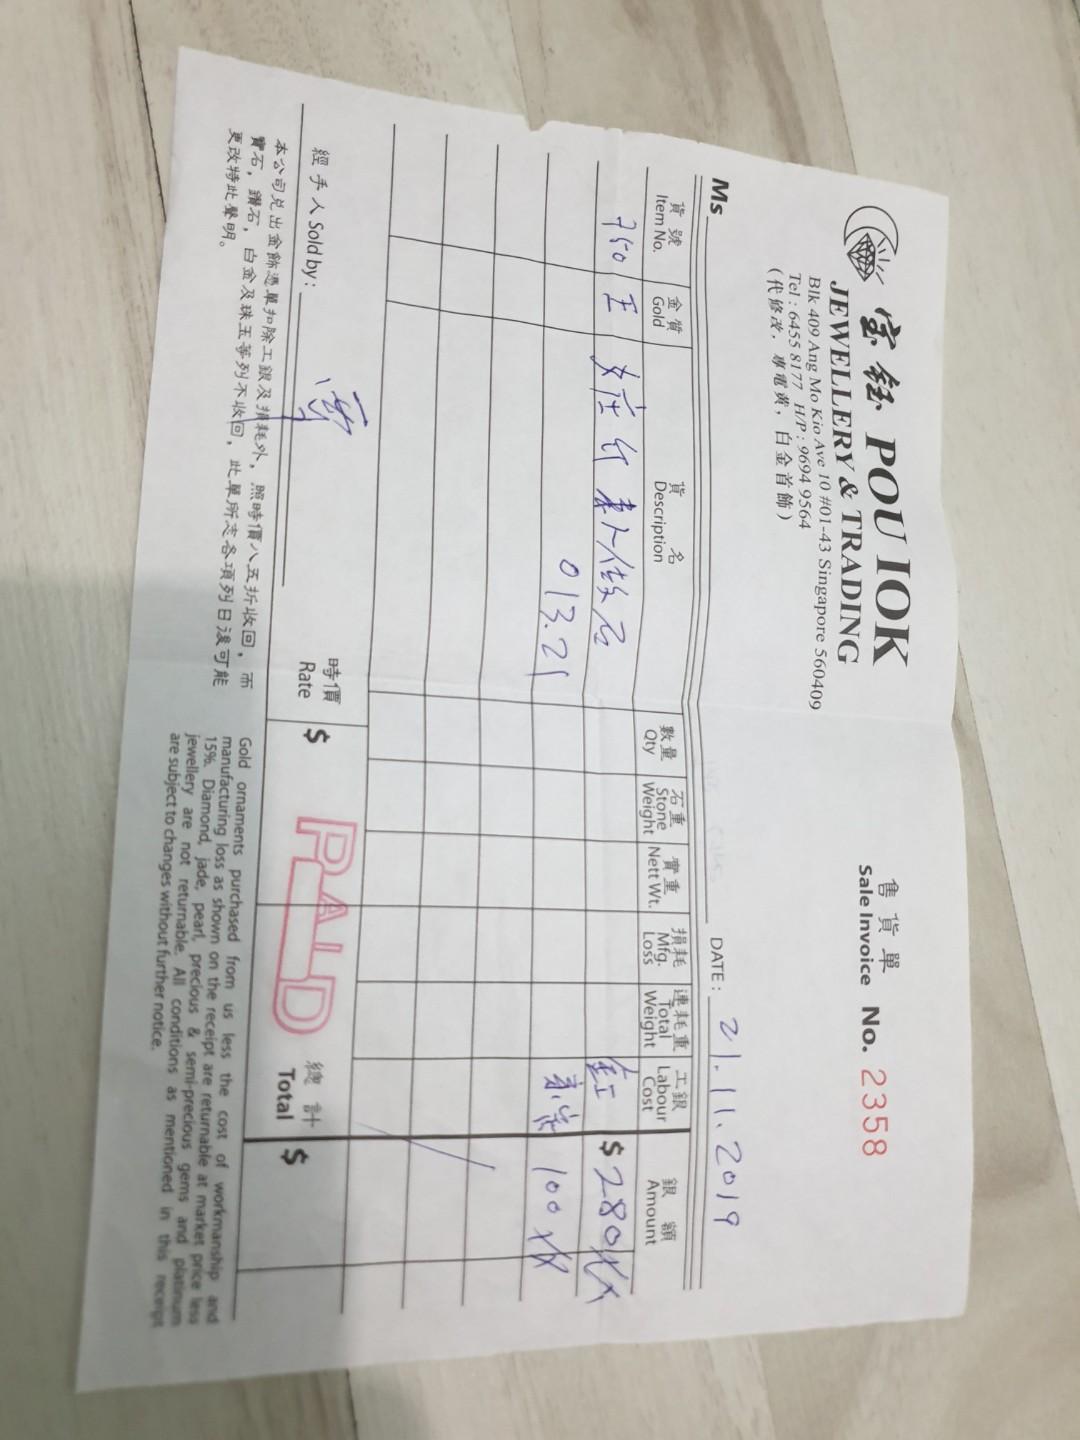 宝鈺 POU IOK
JEWELLERY & TRADING
Blk 409 Ang Mo Kio Ave 10 #01-43 Singapore 560409
Tel : 6455 8177 H/P : 9694 9564
(代修改，專電黄，白金首飾)
售貨單
Sale Invoice No. 2358
Ms
DATE : 21.11.2019
貨號 金質 貨名 數量 石重 實重 損耗 連耗重 工銀 銀額
Item No. Gold Description Qty Stone Weight Nett Wt. Mfg. Loss Total Weight Labour Cost Amount
750 $ 280
013.21 100
經手人 Sold by :
時價 Rate $
PAID
總計 Total $
本公司兑出金飾憑單扣除工銀及損耗外，照時價八五折收回，而
寶石，鑽石，白金及珠玉等列不收回，此單所志各項列日後可能
更改特此聲明。
Gold ornaments purchased from us less the cost of workmanship and
manufacturing loss as shown on the receipt are returnable at market price less
15%. Diamond, jade, pearl, precious & semi-precious gems and platinum
jewellery are not returnable. All conditions as mentioned in this receipt
are subject to changes without further notice.